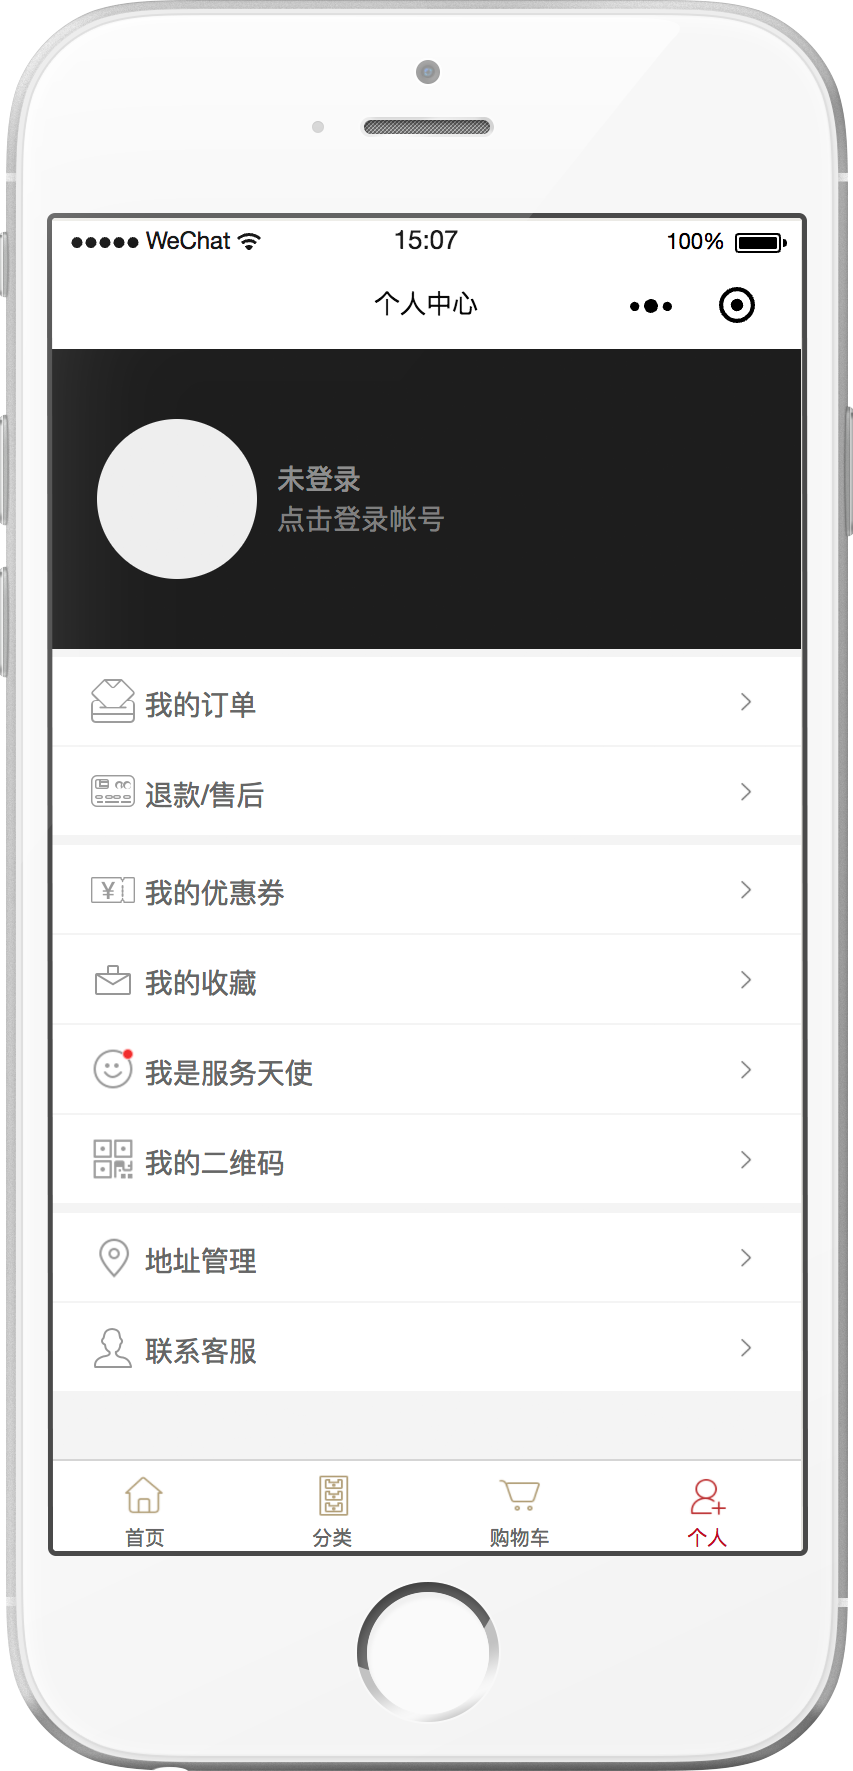 WeChat 15:07 100%
个人中心
未登录
点击登录帐号
我的订单
退款/售后
我的优惠券
我的收藏
我是服务天使
我的二维码
地址管理
联系客服
首页 分类 购物车 个人